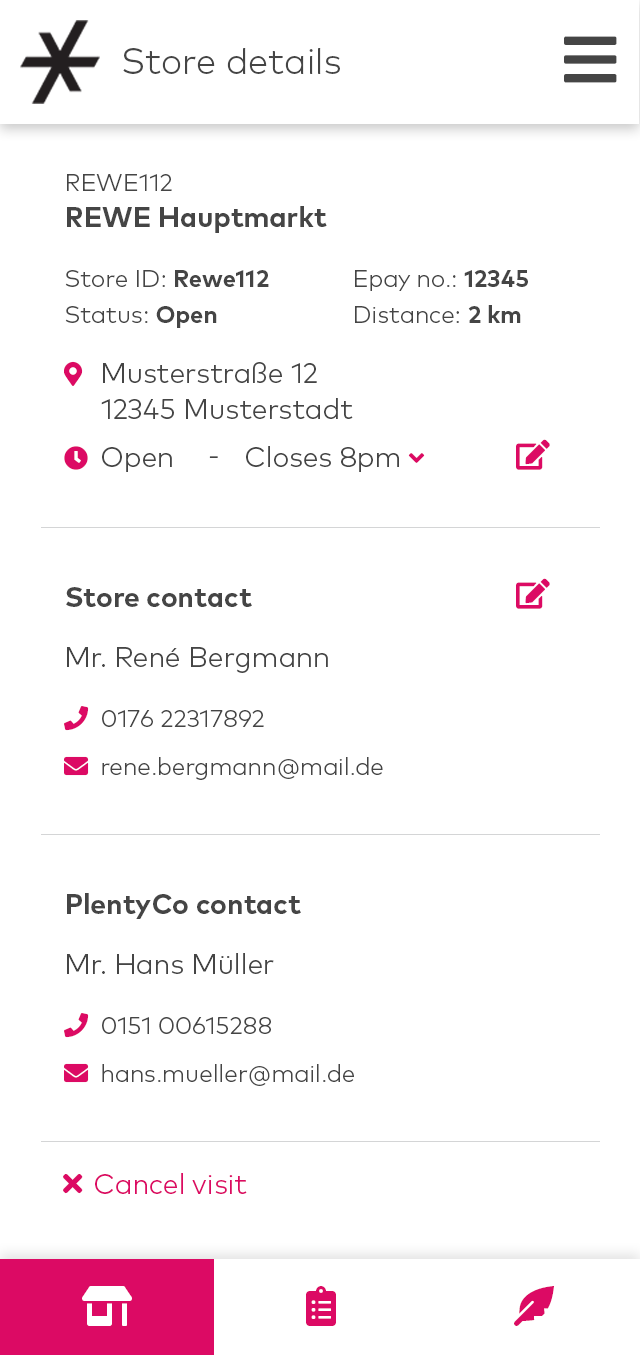 Store details
REWE112
REWE Hauptmarkt
Store ID: Rewe112 Epay no.: 12345
Status: Open Distance: 2 km
Musterstraße 12
12345 Musterstadt
Open - Closes 8pm
Store contact
Mr. René Bergmann
0176 22317892
rene.bergmann@mail.de
PlentyCo contact
Mr. Hans Müller
0151 00615288
hans.mueller@mail.de
Cancel visit